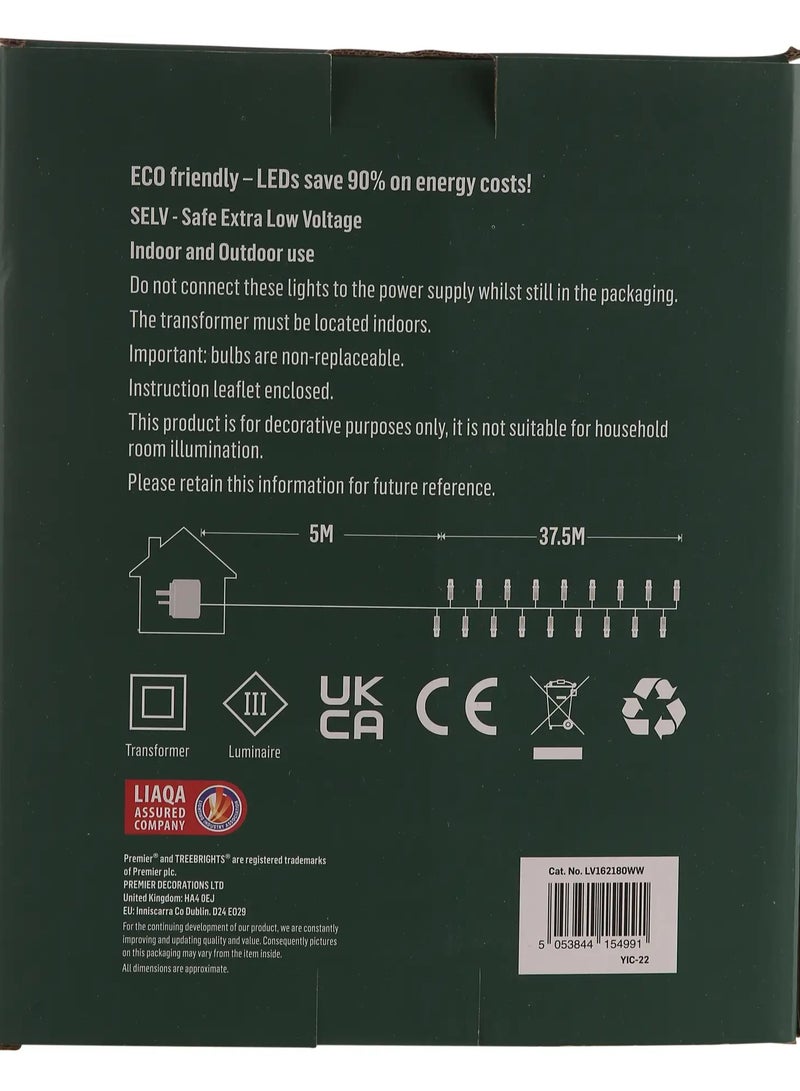 ECO friendly – LEDs save 90% on energy costs!
SELV - Safe Extra Low Voltage
Indoor and Outdoor use
Do not connect these lights to the power supply whilst still in the packaging.
The transformer must be located indoors.
Important: bulbs are non-replaceable.
Instruction leaflet enclosed.
This product is for decorative purposes only, it is not suitable for household
room illumination.
Please retain this information for future reference.
5M
37.5M
III
UK
CA
CE
Transformer
Luminaire
LIAQA
ASSURED
COMPANY
Premier® and TREEBRIGHTS® are registered trademarks
of Premier plc.
PREMIER DECORATIONS LTD
United Kingdom: HA4 0EJ
EU: Inniscarra Co Dublin. D24 E029
For the continuing development of our product, we are constantly
improving and updating quality and value. Consequently pictures
on this packaging may vary from the item inside.
All dimensions are approximate.
Cat. No. LV162180WW
5 053844 154991
YIC-22